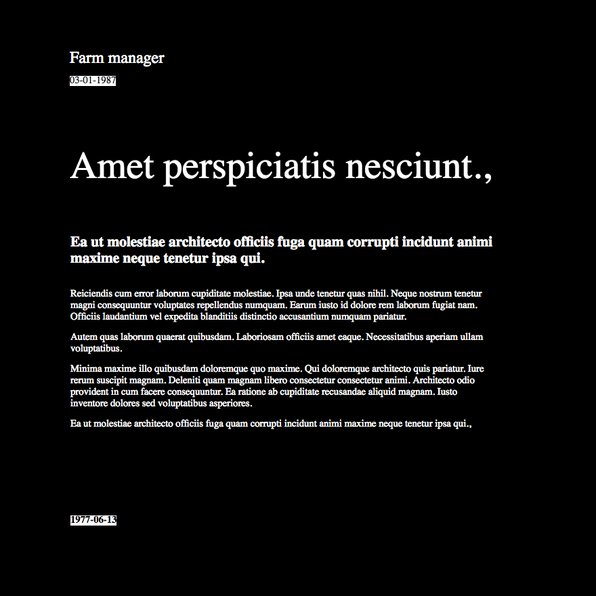 Farm manager
03-01-1987
Amet perspiciatis nesciunt.,
Ea ut molestiae architecto officiis fuga quam corrupti incidunt animi
maxime neque tenetur ipsa qui.
Reiciendis cum error laborum cupiditate molestiae. Ipsa unde tenetur quas nihil. Neque nostrum tenetur
magni consequuntur voluptates repellendus numquam. Earum iusto id dolore rem laborum fugiat nam.
Officiis laudantium vel expedita blanditiis distinctio accusantium numquam pariatur.
Autem quas laborum quaerat quibusdam. Laboriosam officiis amet eaque. Necessitatibus aperiam ullam
voluptatibus.
Minima maxime illo quibusdam doloremque quo maxime. Qui doloremque architecto quis pariatur. Iure
rerum suscipit magnam. Deleniti quam magnam libero consectetur consectetur animi. Architecto odio
provident in cum facere consequuntur. Ea ratione ab cupiditate recusandae aliquid magnam. Iusto
inventore dolores sed voluptatibus asperiores.
Ea ut molestiae architecto officiis fuga quam corrupti incidunt animi maxime neque tenetur ipsa qui.,
1977-06-13